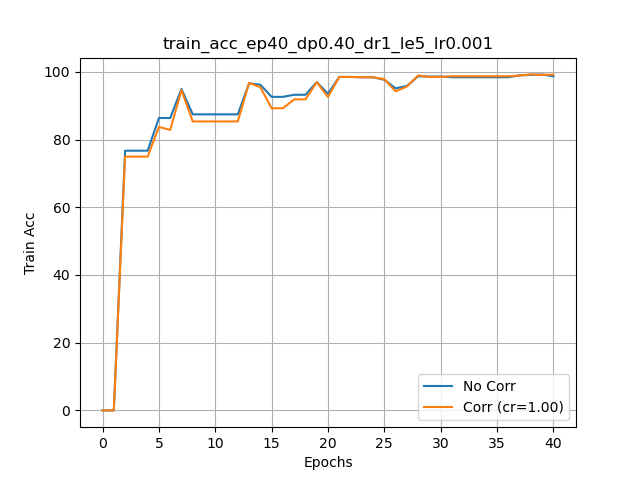 train_acc_ep40_dp0.40_dr1_le5_lr0.001
100
80
60
40
20
0
Train Acc
0 5 10 15 20 25 30 35 40
Epochs
No Corr
Corr (cr=1.00)